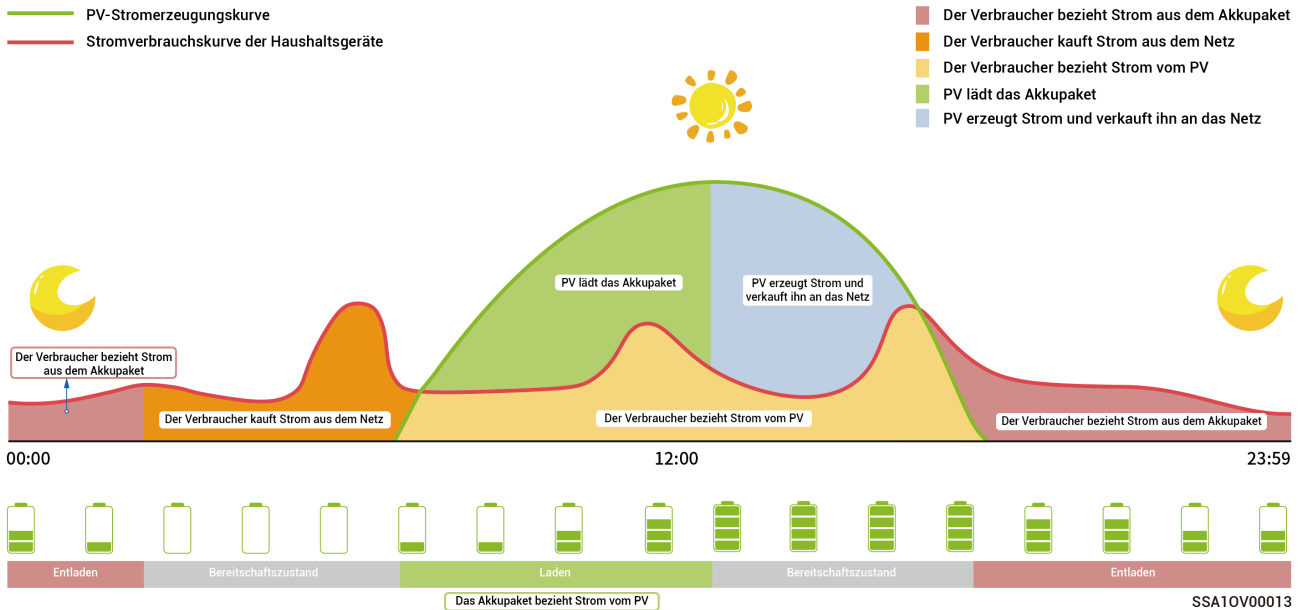 PV-Stromerzeugungskurve
Stromverbrauchskurve der Haushaltsgeräte
Der Verbraucher bezieht Strom aus dem Akkupaket
Der Verbraucher kauft Strom aus dem Netz
Der Verbraucher bezieht Strom vom PV
PV lädt das Akkupaket
PV erzeugt Strom und verkauft ihn an das Netz
PV lädt das Akkupaket
PV erzeugt Strom und
verkauft ihn an das Netz
Der Verbraucher bezieht Strom
aus dem Akkupaket
Der Verbraucher kauft Strom aus dem Netz
Der Verbraucher bezieht Strom vom PV
Der Verbraucher bezieht Strom aus dem Akkupaket
00:00
12:00
23:59
Entladen
Bereitschaftszustand
Laden
Bereitschaftszustand
Entladen
Das Akkupaket bezieht Strom vom PV
SSA1OV00013